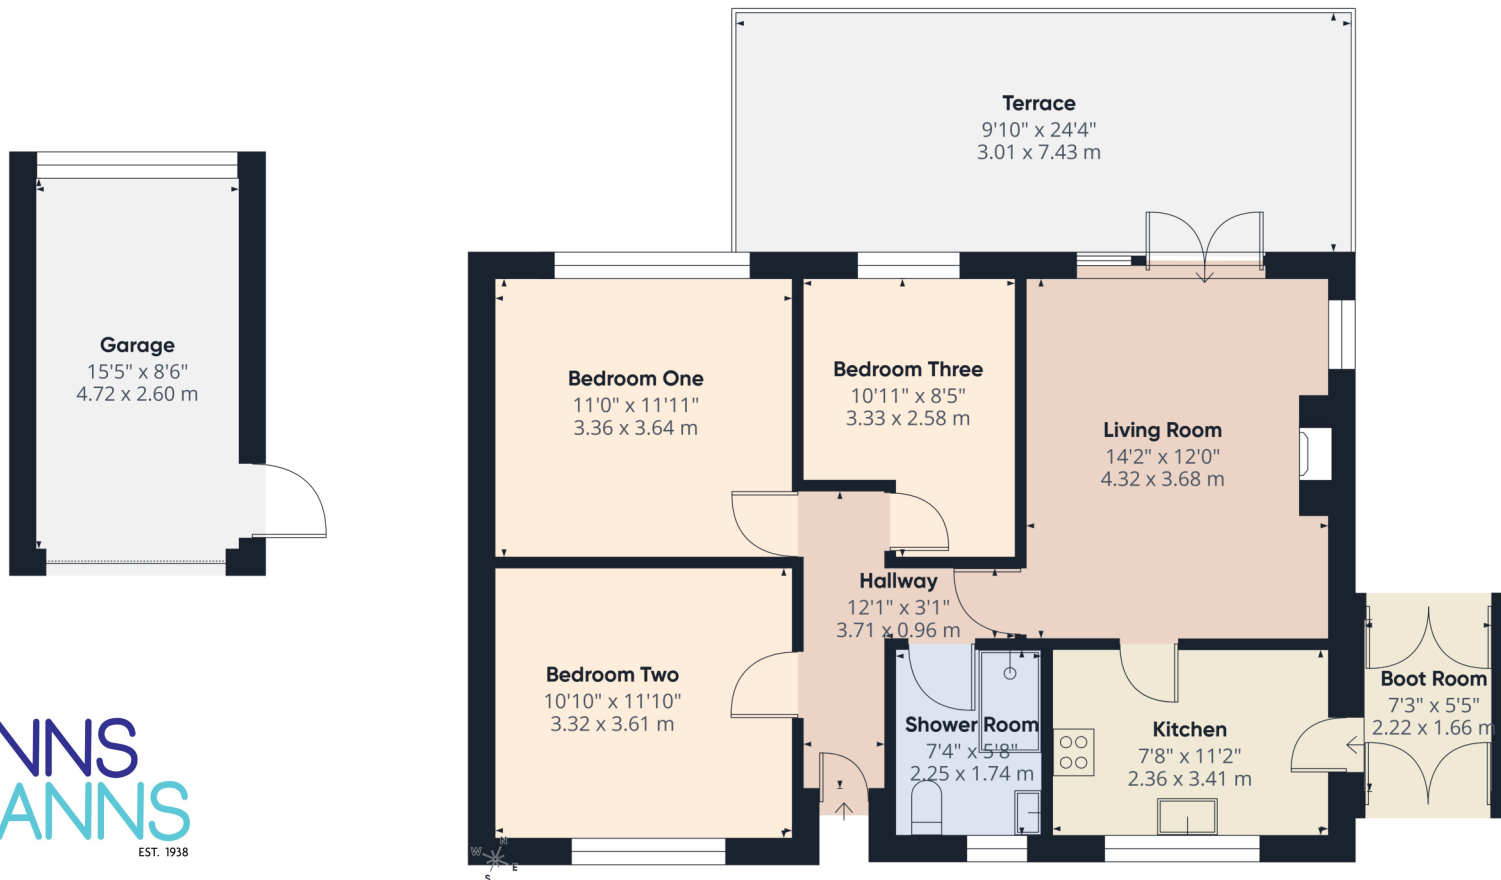 Terrace
9'10" x 24'4"
3.01 x 7.43 m
Garage
15'5" x 8'6"
4.72 x 2.60 m
Bedroom One
11'0" x 11'11"
3.36 x 3.64 m
Bedroom Three
10'11" x 8'5"
3.33 x 2.58 m
Living Room
14'2" x 12'0"
4.32 x 3.68 m
Hallway
12'1" x 3'1"
3.71 x 0.96 m
Bedroom Two
10'10" x 11'10"
3.32 x 3.61 m
Shower Room
7'4" x 5'8"
2.25 x 1.74 m
Kitchen
7'8" x 11'2"
2.36 x 3.41 m
Boot Room
7'3" x 5'5"
2.22 x 1.66 m
NNS
ANNS
EST. 1938
N
W
E
S